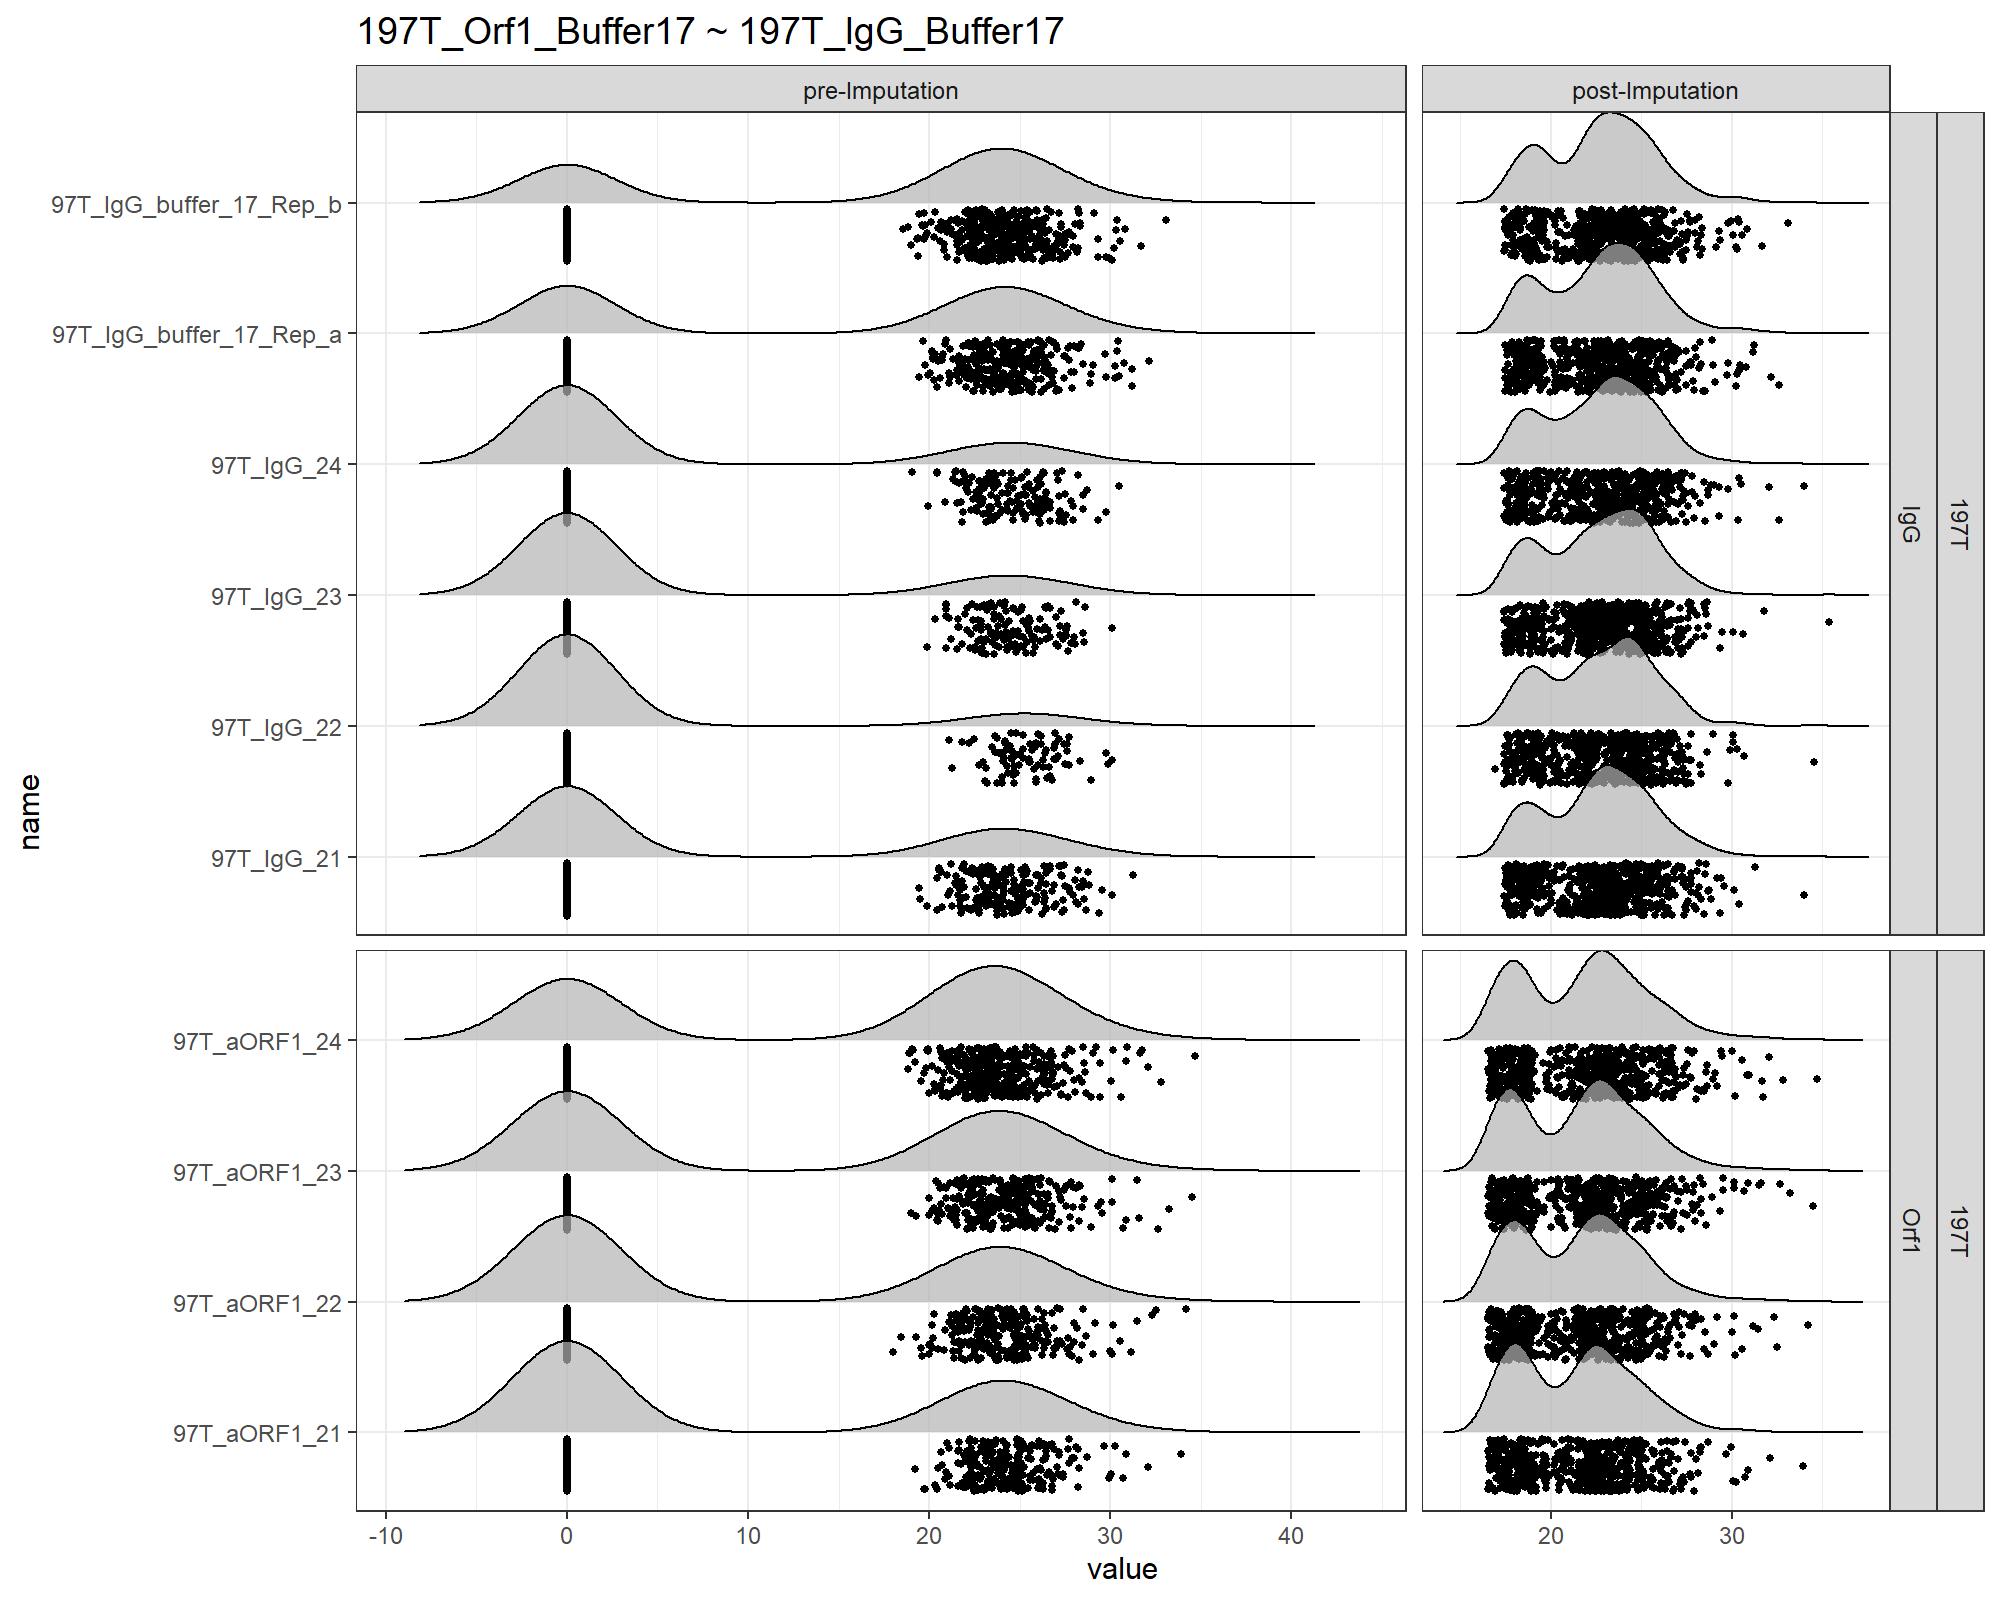 197T_Orf1_Buffer17 ~ 197T_IgG_Buffer17
pre-Imputation
post-Imputation
97T_IgG_buffer_17_Rep_b
97T_IgG_buffer_17_Rep_a
97T_IgG_24
97T_IgG_23
97T_IgG_22
97T_IgG_21
IgG
197T
97T_aORF1_24
97T_aORF1_23
97T_aORF1_22
97T_aORF1_21
Orf1
197T
name
-10 0 10 20 30 40
20 30
value